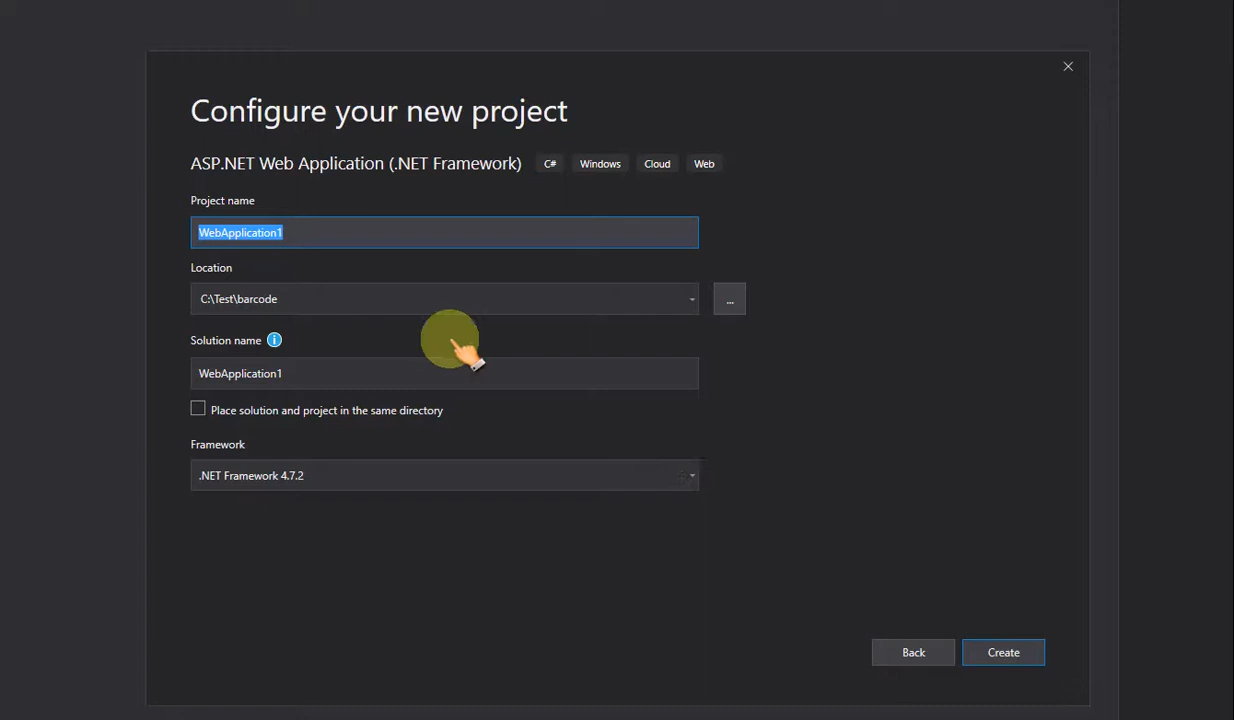 Configure your new project
ASP.NET Web Application (.NET Framework) C# Windows Cloud Web
Project name
WebApplication1
Location
C:\Test\barcode
...
Solution name i
WebApplication1
Place solution and project in the same directory
Framework
.NET Framework 4.7.2
Back Create